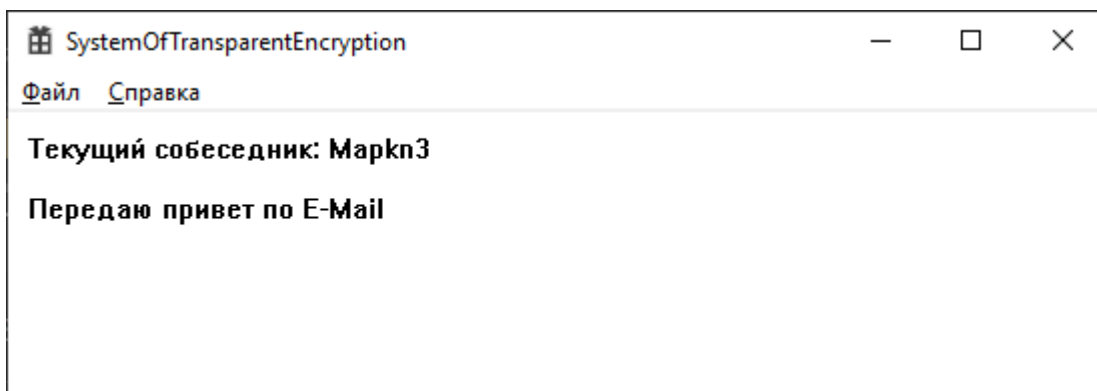 SystemOfTransparentEncryption
Файл Справка
Текущий собеседник: Mapkn3
Передаю привет по E-Mail